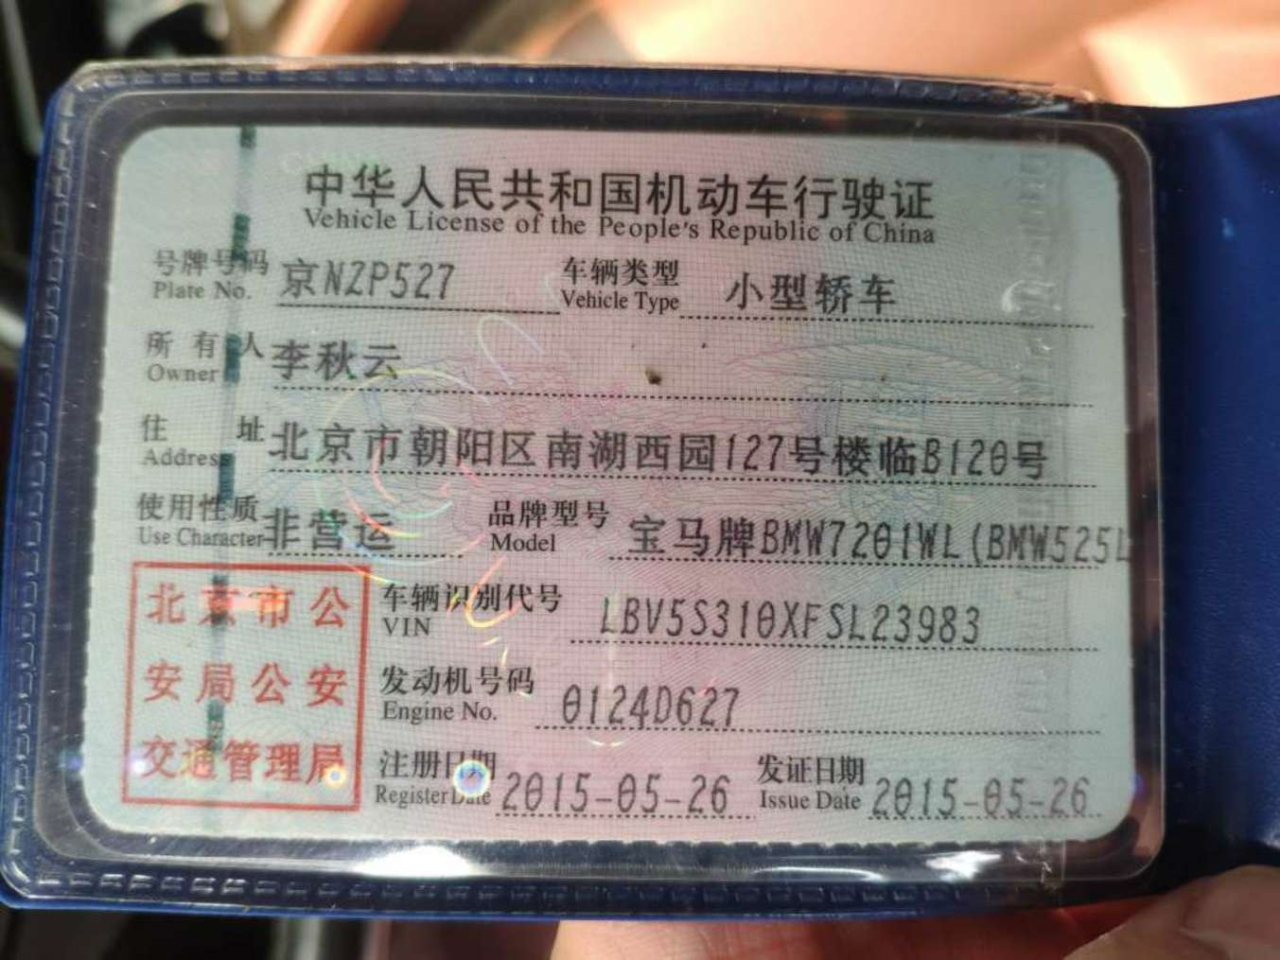 中华人民共和国机动车行驶证
Vehicle License of the People's Republic of China
号牌号码 京NZP527 车辆类型 小型轿车
Plate No. Vehicle Type
所有人 李秋云
Owner
住址 北京市朝阳区南湖西园127号楼临B120号
Address
使用性质 非营运 品牌型号 宝马牌BMW7201WL(BMW525L
Use Character Model
北京市公
安局公安
交通管理局
车辆识别代号 LBV5S310XFSL23983
VIN
发动机号码 0124D627
Engine No.
注册日期 2015-05-26 发证日期 2015-05-26
Register Date Issue Date